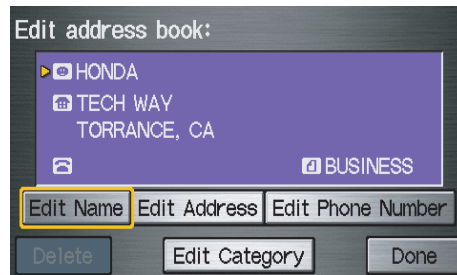 Edit address book:
HONDA
TECH WAY
TORRANCE, CA
BUSINESS
Edit Name Edit Address Edit Phone Number
Delete Edit Category Done